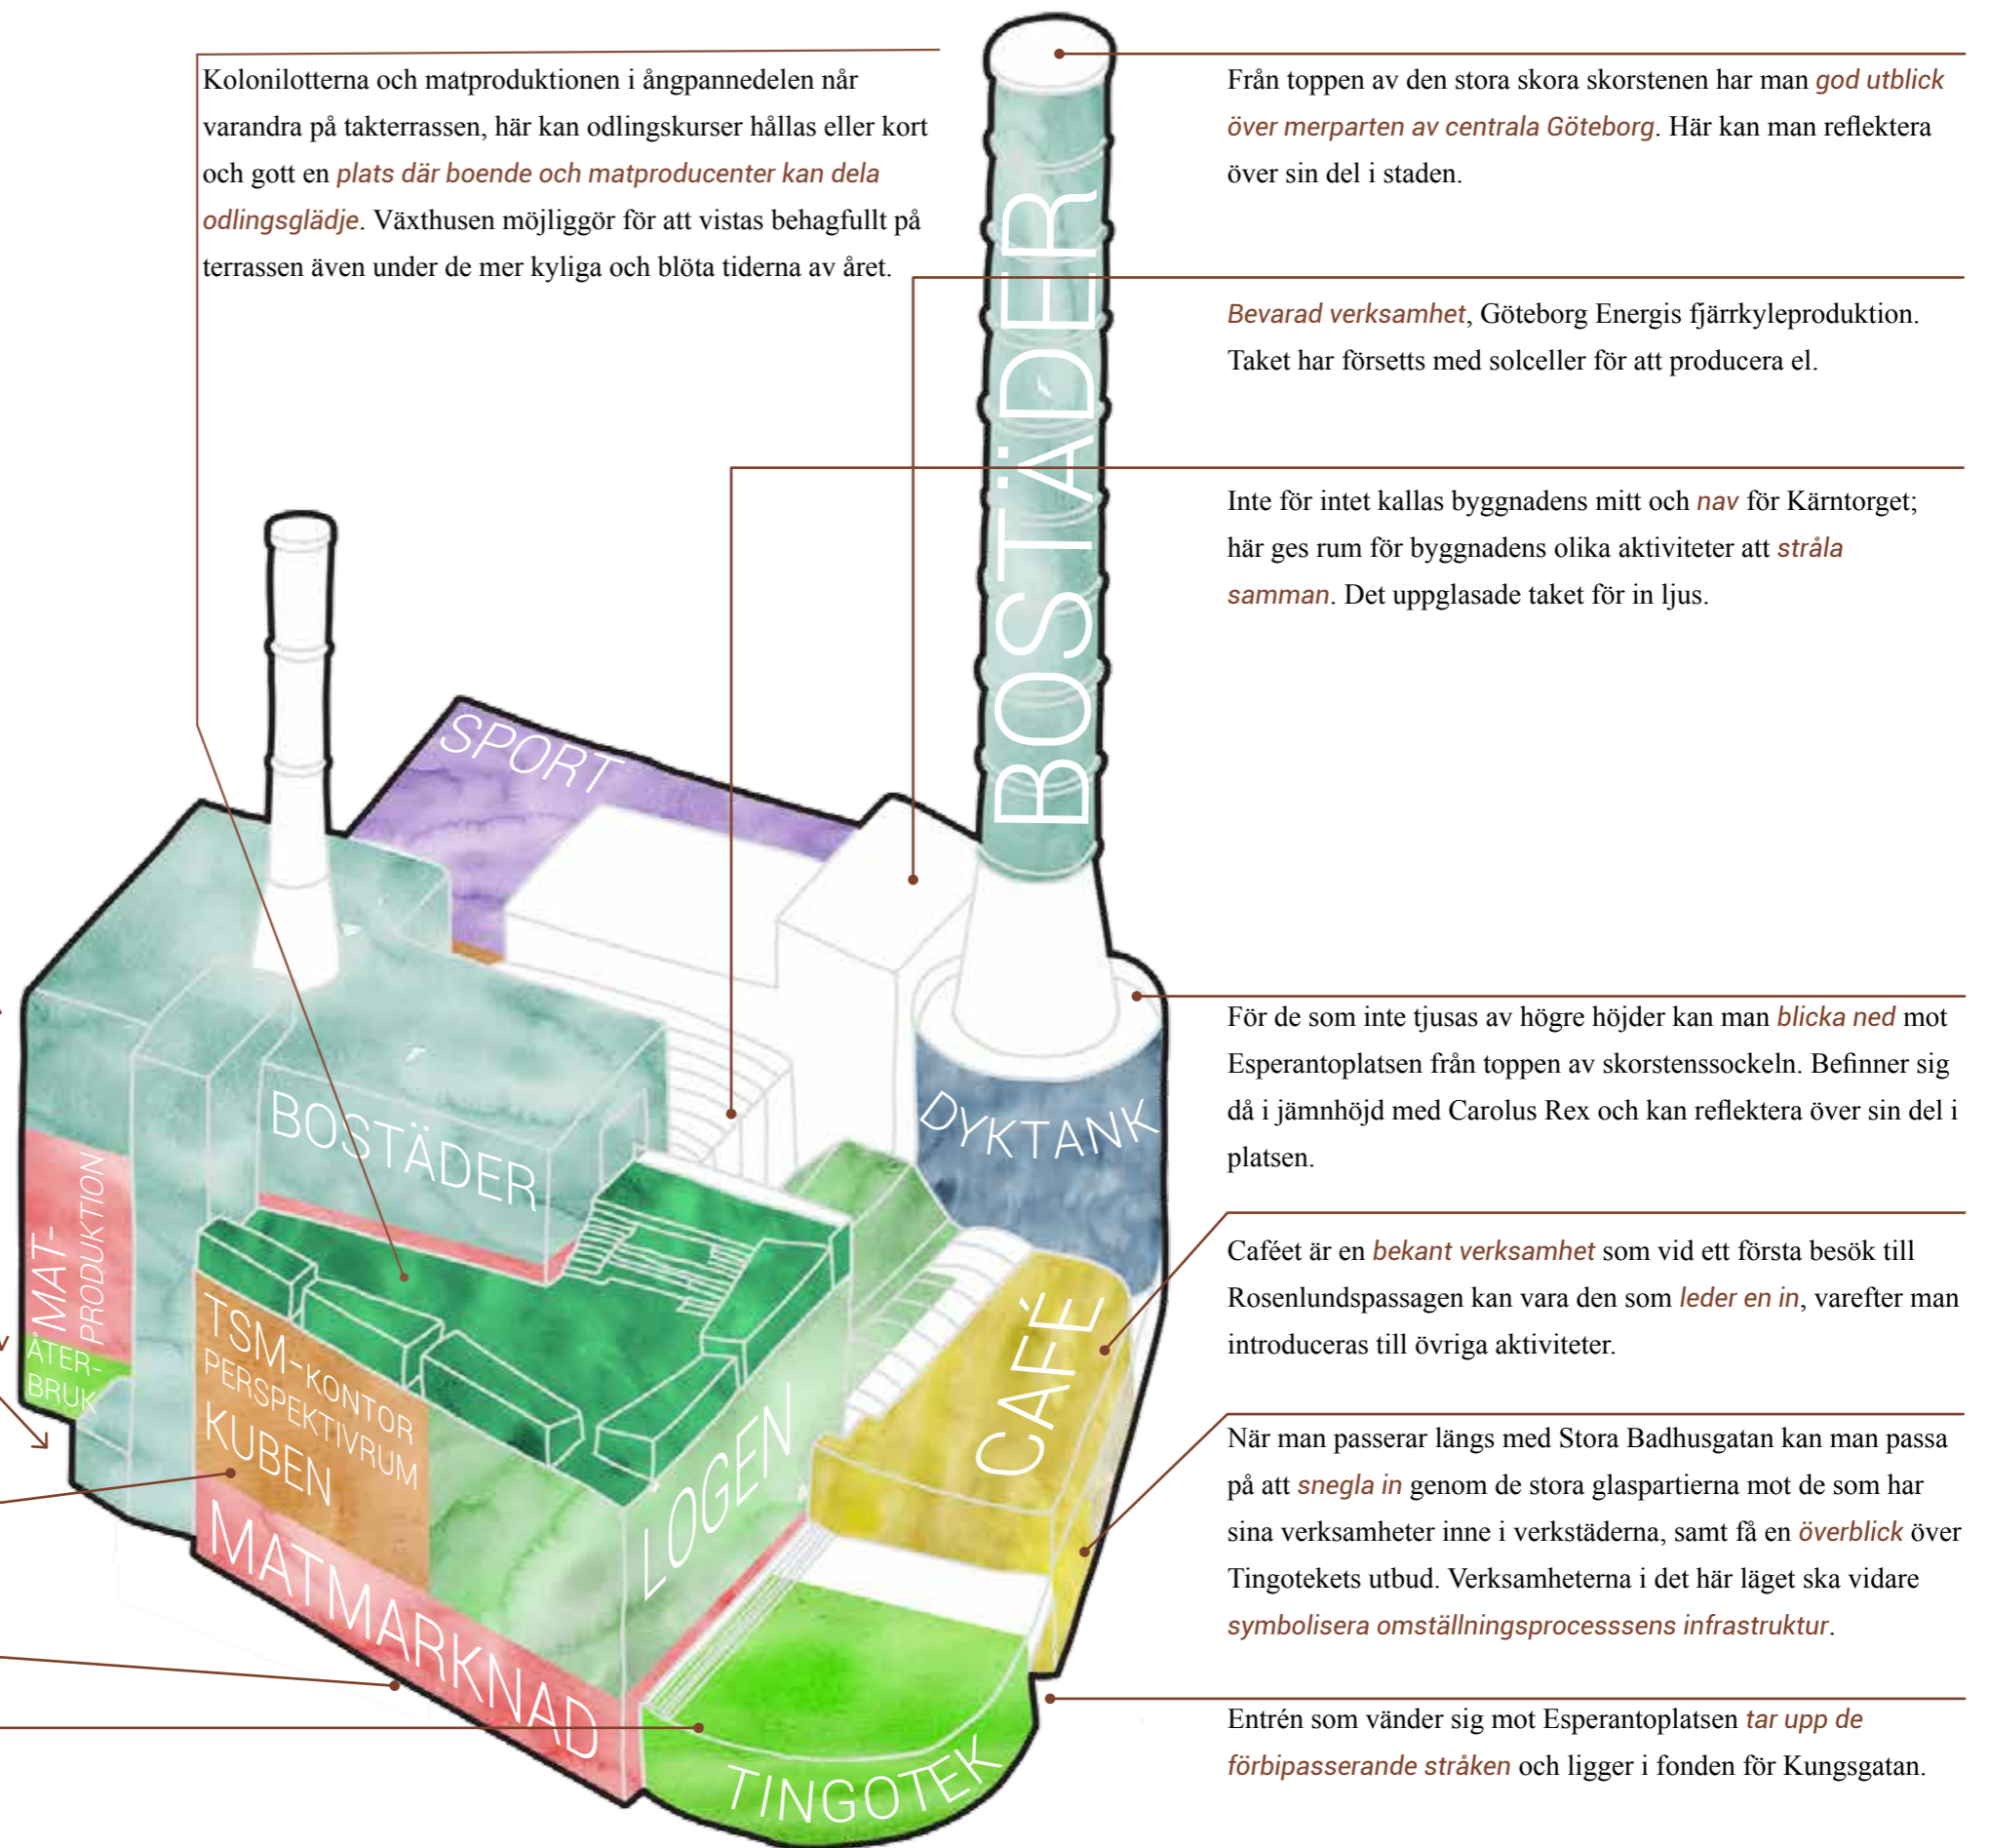 Kolonilotterna och matproduktionen i ångpannedelen når
varandra på takterrassen, här kan odlingskurser hållas eller kort
och gott en plats där boende och matproducenter kan dela
odlingsglädje. Växthusen möjliggör för att vistas behagfullt på
terrassen även under de mer kyliga och blöta tiderna av året.
Från toppen av den stora skora skorstenen har man god utblick
över merparten av centrala Göteborg. Här kan man reflektera
över sin del i staden.
Bevarad verksamhet, Göteborg Energis fjärrkyleproduktion.
Taket har försetts med solceller för att producera el.
Inte för intet kallas byggnadens mitt och nav för Kärntorget;
här ges rum för byggnadens olika aktiviteter att stråla
samman. Det uppglasade taket för in ljus.
För de som inte tjusas av högre höjder kan man blicka ned mot
Esperantoplatsen från toppen av skorstenssockeln. Befinner sig
då i jämnhöjd med Carolus Rex och kan reflektera över sin del i
platsen.
Caféet är en bekant verksamhet som vid ett första besök till
Rosenlundspassagen kan vara den som leder en in, varefter man
introduceras till övriga aktiviteter.
När man passerar längs med Stora Badhusgatan kan man passa
på att snegla in genom de stora glaspartierna mot de som har
sina verksamheter inne i verkstäderna, samt få en överblick över
Tingotekets utbud. Verksamheterna i det här läget ska vidare
symbolisera omställningsprocesssens infrastruktur.
Entrén som vänder sig mot Esperantoplatsen tar upp de
förbipasserande stråken och ligger i fonden för Kungsgatan.
BOSTÄDER
SPORT
BOSTÄDER
DYKTANK
MAT-
PRODUKTION
ÅTER-
BRUK
TSM-KONTOR
PERSPEKTIVRUM
KUBEN
LOGEN
CAFÉ
MATMARKNAD
TINGOTEK